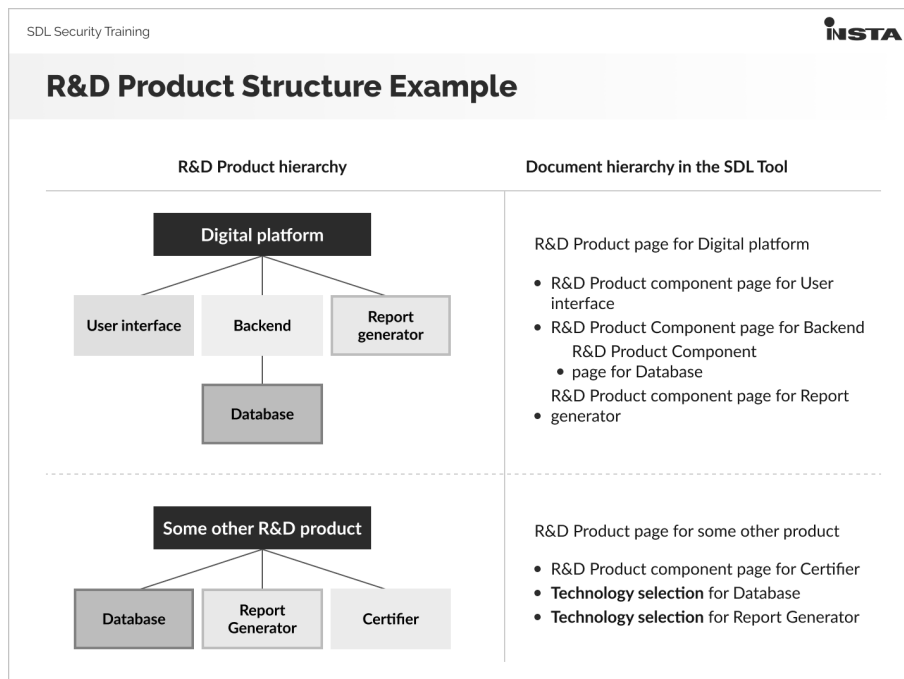 SDL Security Training
INSTA
R&D Product Structure Example
R&D Product hierarchy
Document hierarchy in the SDL Tool
Digital platform
User interface
Backend
Report
generator
Database
R&D Product page for Digital platform
• R&D Product component page for User
interface
• R&D Product Component page for Backend
R&D Product Component
• page for Database
R&D Product component page for Report
• generator
Some other R&D product
Database
Report
Generator
Certifier
R&D Product page for some other product
• R&D Product component page for Certifier
• Technology selection for Database
• Technology selection for Report Generator